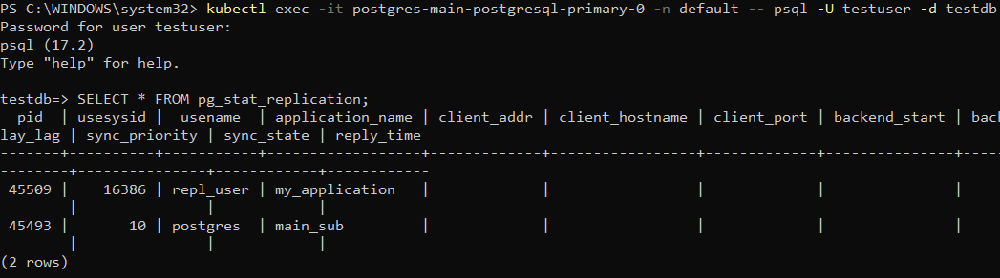 PS C:\WINDOWS\system32> kubectl exec -it postgres-main-postgresql-primary-0 -n default -- psql -U testuser -d testdb
Password for user testuser:
psql (17.2)
Type "help" for help.

testdb=> SELECT * FROM pg_stat_replication;
  pid  | usesysid |  usename  | application_name | client_addr | client_hostname | client_port | backend_start | bac
lay_lag | sync_priority | sync_state | reply_time
-------+----------+-----------+------------------+-------------+-----------------+-------------+---------------+----
--------+---------------+------------+------------
 45509 |    16386 | repl_user | my_application   |             |                 |             |               |
        |               |            |
 45493 |       10 | postgres  | main_sub         |             |                 |             |               |
        |               |            |
(2 rows)